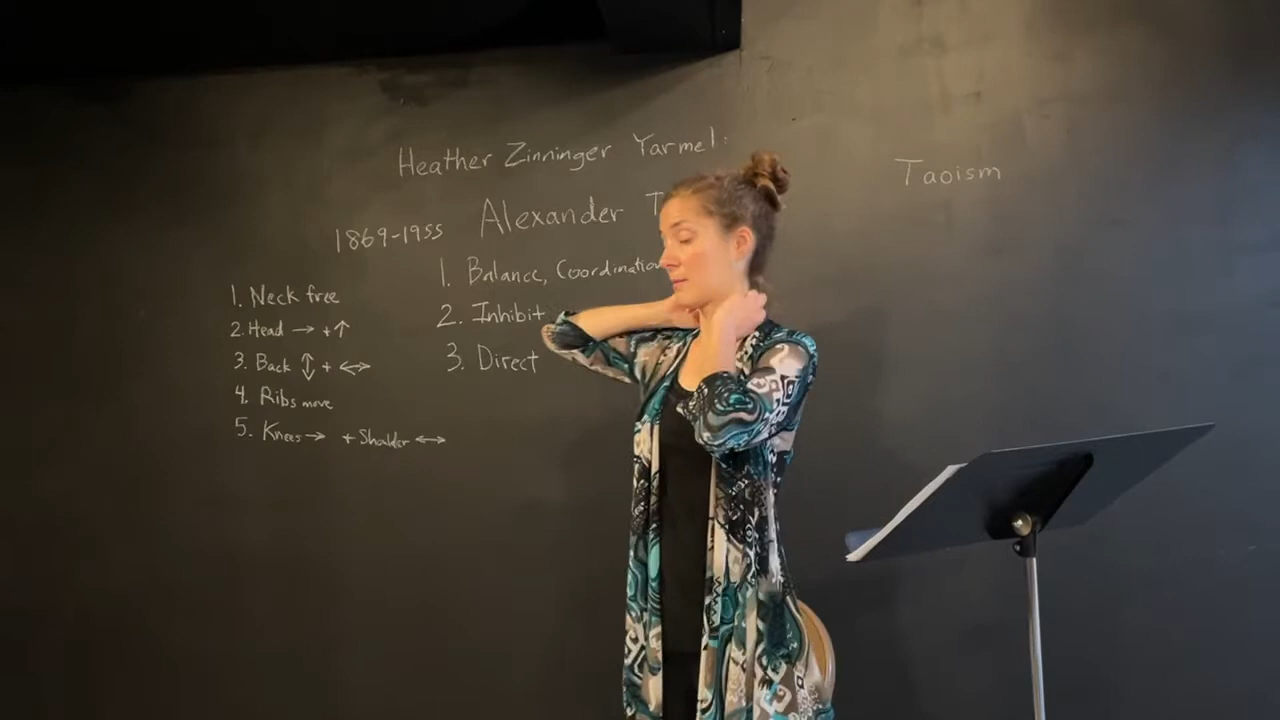 Heather Zinninger Yarmel:
Taoism
1869-1955 Alexander T
1. Balance, Coordination
2. Inhibit
3. Direct
1. Neck free
2. Head → + ↑
3. Back ↕ + ↔
4. Ribs move
5. Knees → + Shoulder ↔